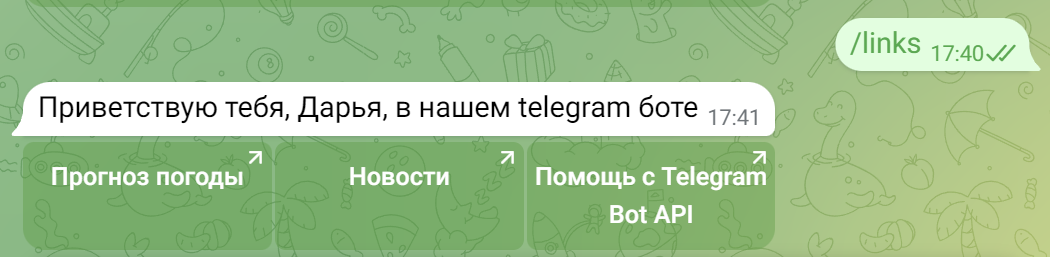 /links 17:40
Приветствую тебя, Дарья, в нашем telegram боте 17:41
Прогноз погоды
Новости
Помощь с Telegram
Bot API